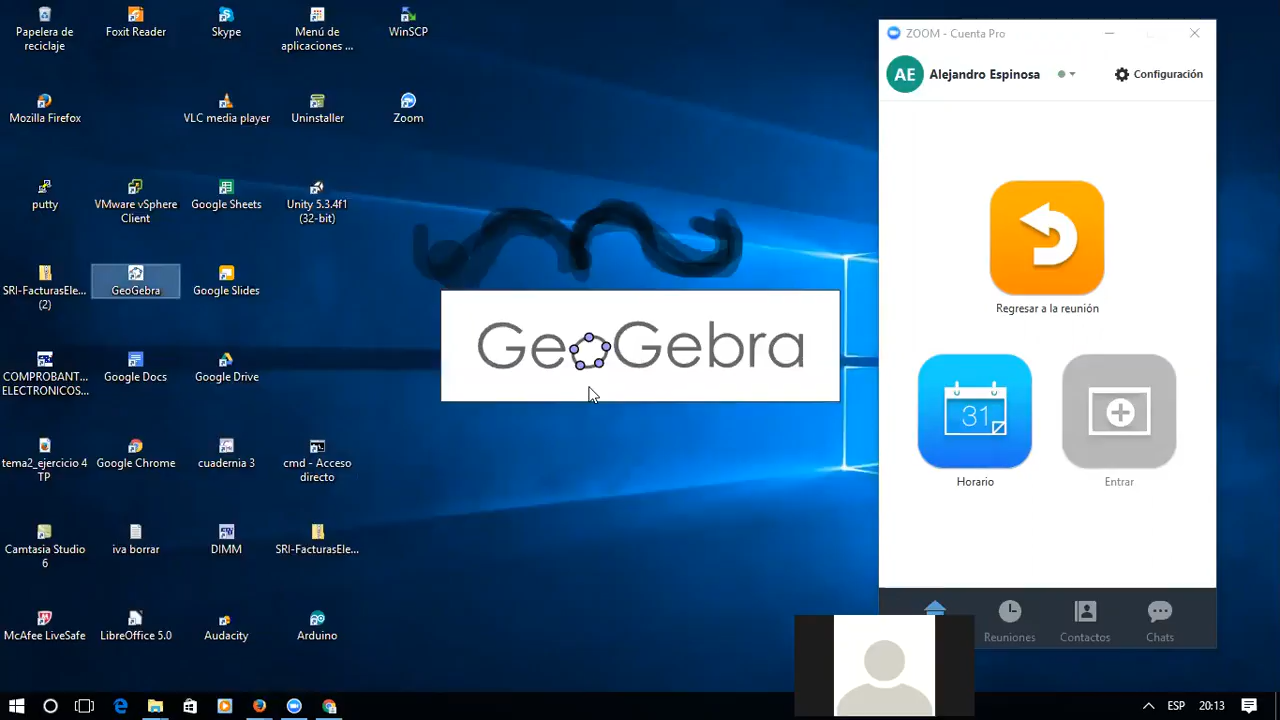 Papelera de
reciclaje
Foxit Reader
Skype
Menú de
aplicaciones ...
WinSCP
Mozilla Firefox
VLC media player
Uninstaller
Zoom
putty
VMware vSphere
Client
Google Sheets
Unity 5.3.4f1
(32-bit)
SRI-FacturasEle...
(2)
GeoGebra
Google Slides
COMPROBANT...
ELECTRONICOS...
Google Docs
Google Drive
tema2_ejercicio 4
TP
Google Chrome
cuadernia 3
cmd - Acceso
directo
Camtasia Studio
6
iva borrar
DIMM
SRI-FacturasEle...
McAfee LiveSafe
LibreOffice 5.0
Audacity
Arduino
GeoGebra
ZOOM - Cuenta Pro
AE
Alejandro Espinosa
Configuración
Regresar a la reunión
31
Horario
Entrar
Reuniones
Contactos
Chats
ESP
20:13